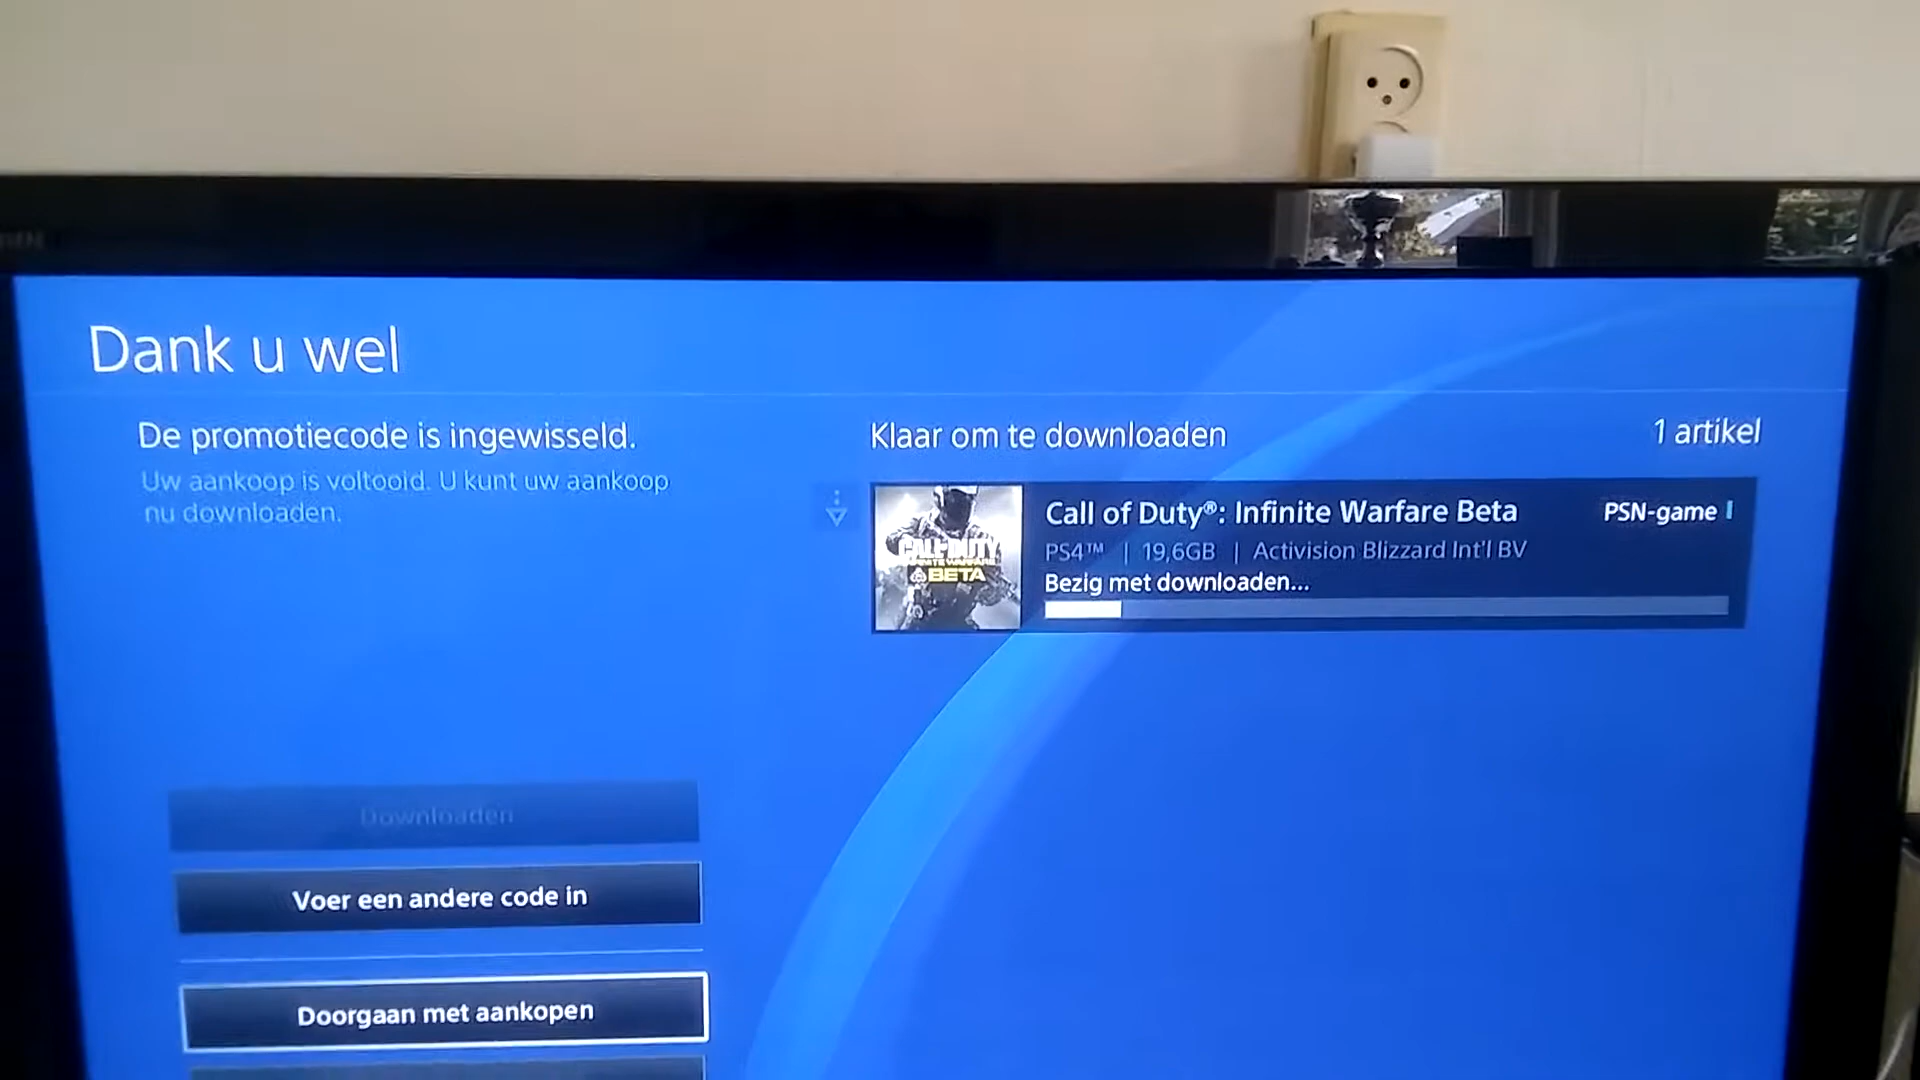 Dank u wel
De promotiecode is ingewisseld.
Uw aankoop is voltooid. U kunt uw aankoop
nu downloaden.
Klaar om te downloaden
1 artikel
CALL OF DUTY
INFINITE WARFARE
BETA
Call of Duty®: Infinite Warfare Beta
PSN-game
PS4™ | 19,6GB | Activision Blizzard Int'l BV
Bezig met downloaden...
Downloaden
Voer een andere code in
Doorgaan met aankopen